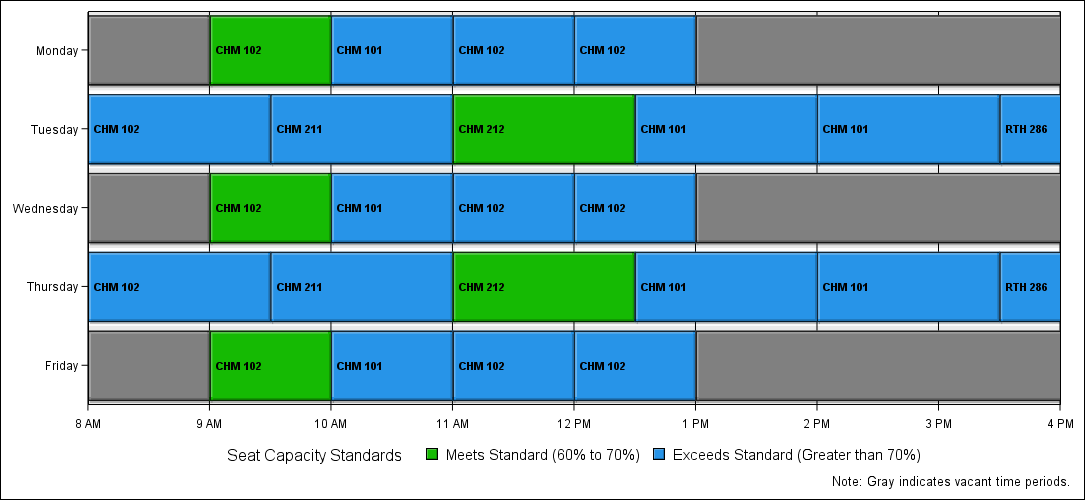 Monday CHM 102 CHM 101 CHM 102 CHM 102
Tuesday CHM 102 CHM 211 CHM 212 CHM 101 CHM 101 RTH 286
Wednesday CHM 102 CHM 101 CHM 102 CHM 102
Thursday CHM 102 CHM 211 CHM 212 CHM 101 CHM 101 RTH 286
Friday CHM 102 CHM 101 CHM 102 CHM 102
8 AM 9 AM 10 AM 11 AM 12 PM 1 PM 2 PM 3 PM 4 PM
Seat Capacity Standards Meets Standard (60% to 70%) Exceeds Standard (Greater than 70%)
Note: Gray indicates vacant time periods.